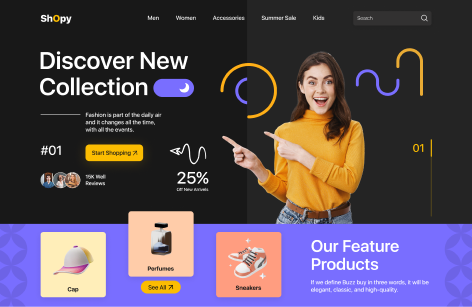 ShOpy
Men
Women
Accessories
Summer Sale
Kids
Search
Discover New
Collection
Fashion is part of the daily air
and it changes all the time,
with all the events.
#01
Start Shopping
15K Well
Reviews
25%
Off New Arrivels
01
Cap
Perfumes
See All
Sneakers
Our Feature
Products
If we define Buzz buy in three words, it will be
elegant, classic, and high-quality.